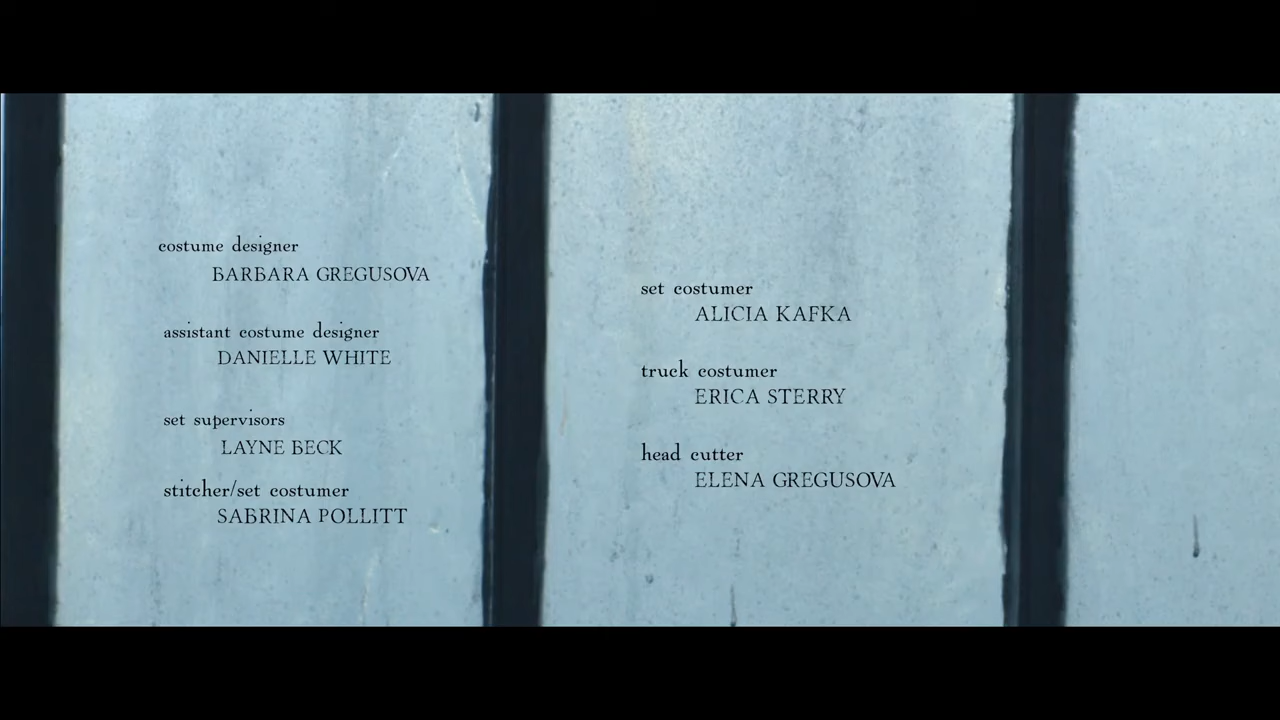 costume designer
BARBARA GREGUSOVA
assistant costume designer
DANIELLE WHITE
set supervisors
LAYNE BECK
stitcher/set costumer
SABRINA POLLITT
set costumer
ALICIA KAFKA
truck costumer
ERICA STERRY
head cutter
ELENA GREGUSOVA